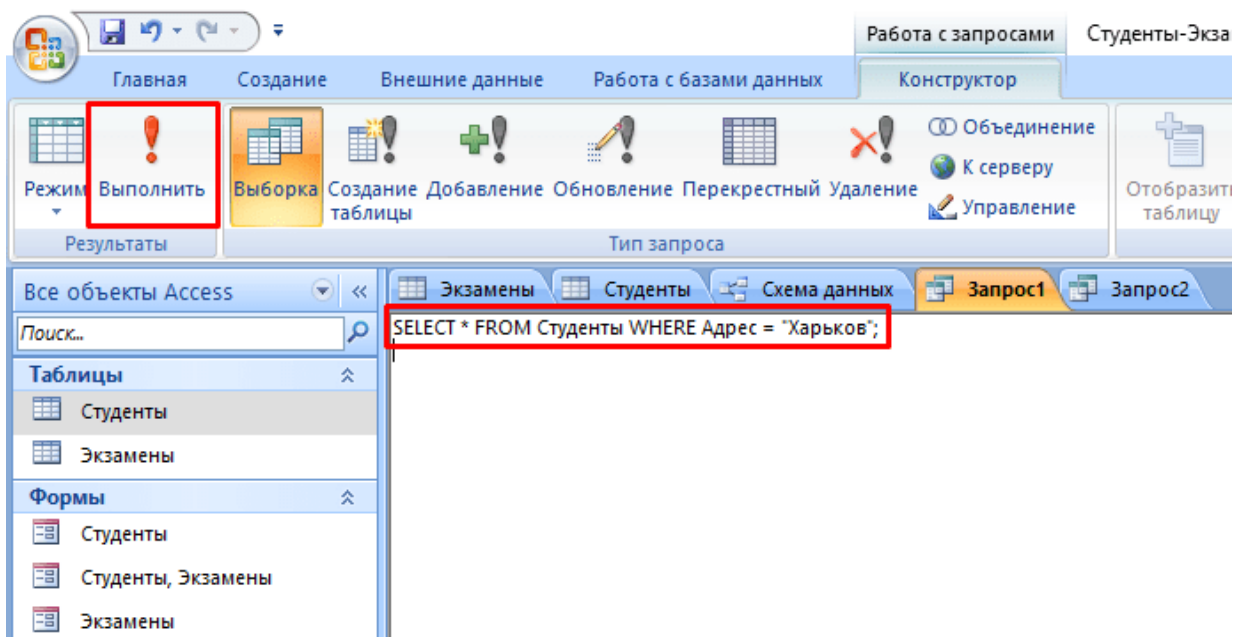 Работа с запросами
Студенты-Экза
Главная Создание Внешние данные Работа с базами данных Конструктор
Режим Выполнить Выборка Создание таблицы Добавление Обновление Перекрестный Удаление
Объединение
К серверу
Управление
Отобразить
таблицу
Результаты
Тип запроса
Все объекты Access
Экзамены Студенты Схема данных Запрос1 Запрос2
Поиск...
SELECT * FROM Студенты WHERE Адрес = "Харьков";
Таблицы
Студенты
Экзамены
Формы
Студенты
Студенты, Экзамены
Экзамены